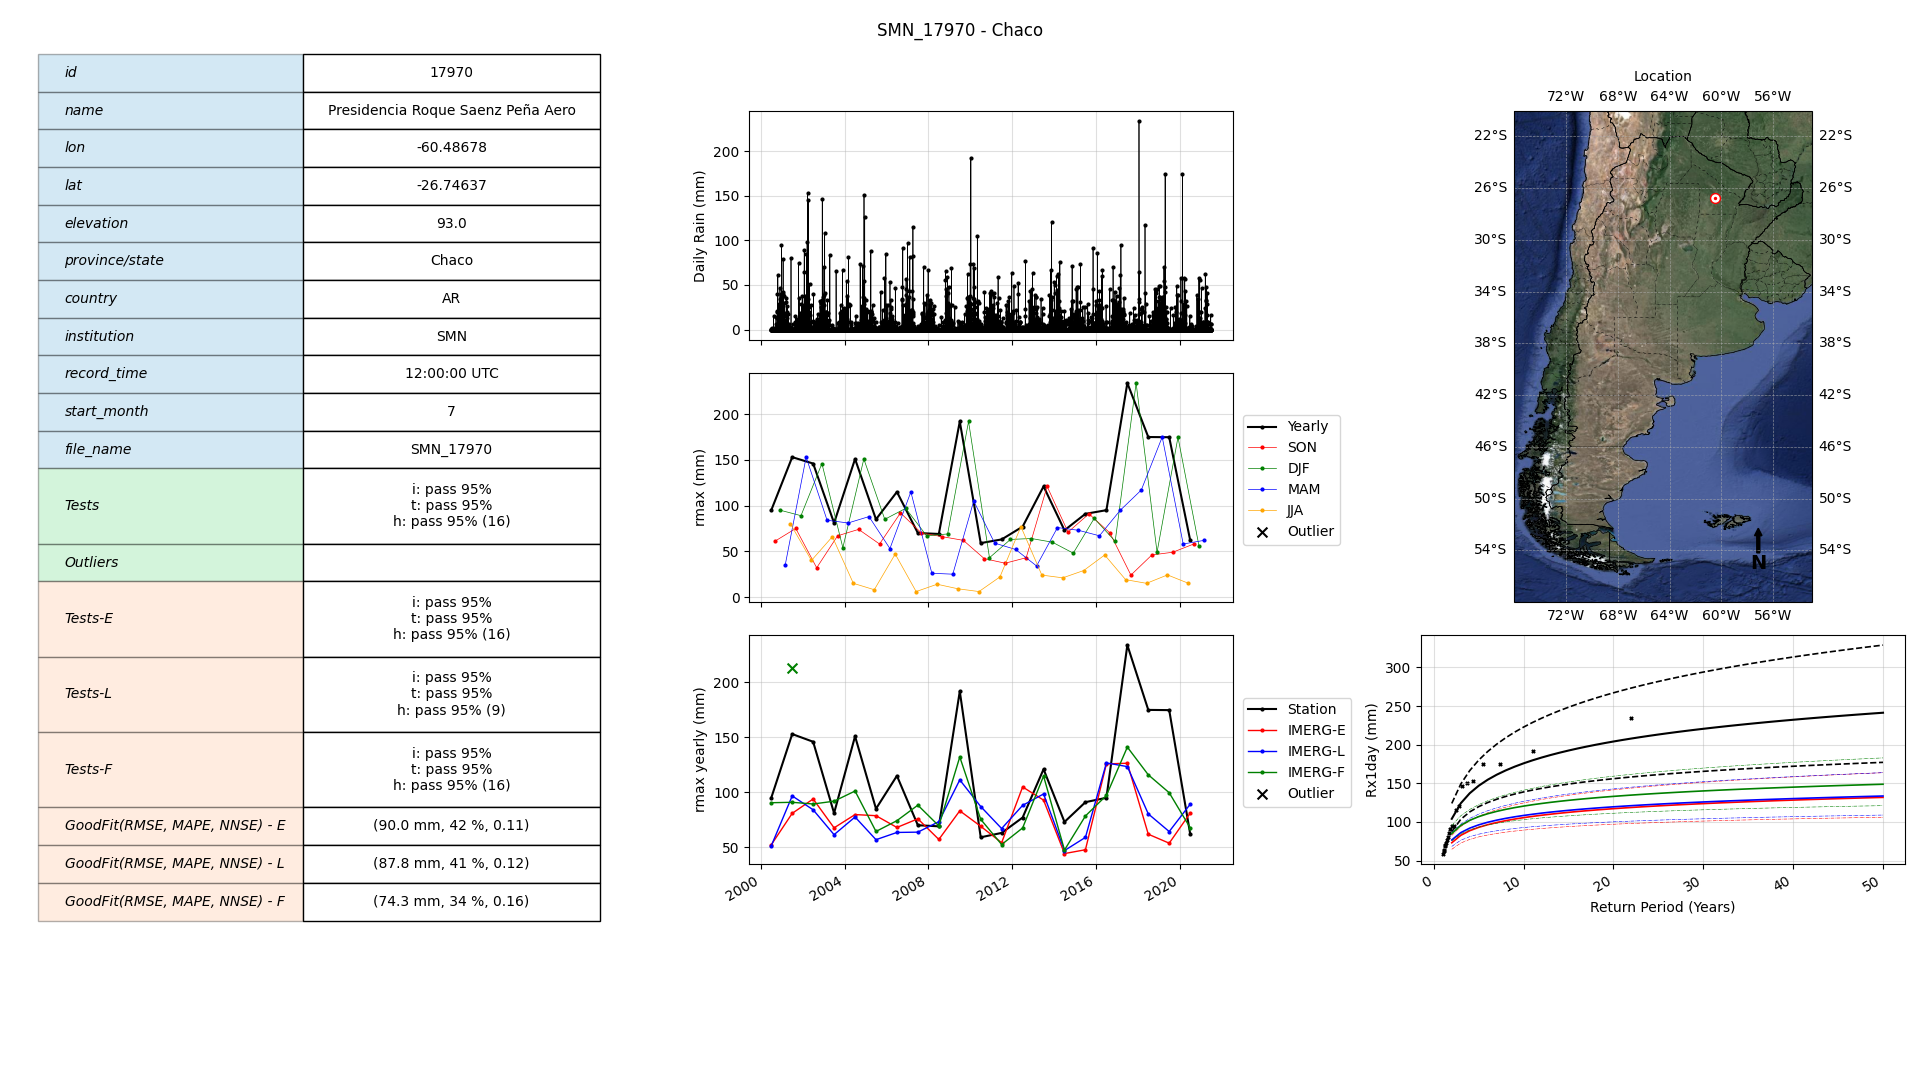 SMN_17970 - Chaco
id 17970
name Presidencia Roque Saenz Peña Aero
lon -60.48678
lat -26.74637
elevation 93.0
province/state Chaco
country AR
institution SMN
record_time 12:00:00 UTC
start_month 7
file_name SMN_17970
Tests
i: pass 95%
t: pass 95%
h: pass 95% (16)
Outliers
Tests-E
i: pass 95%
t: pass 95%
h: pass 95% (16)
Tests-L
i: pass 95%
t: pass 95%
h: pass 95% (9)
Tests-F
i: pass 95%
t: pass 95%
h: pass 95% (16)
GoodFit(RMSE, MAPE, NNSE) - E (90.0 mm, 42 %, 0.11)
GoodFit(RMSE, MAPE, NNSE) - L (87.8 mm, 41 %, 0.12)
GoodFit(RMSE, MAPE, NNSE) - F (74.3 mm, 34 %, 0.16)
Daily Rain (mm)
200
150
100
50
0
rmax (mm)
200
150
100
50
0
Yearly
SON
DJF
MAM
JJA
Outlier
rmax yearly (mm)
200
150
100
50
2000 2004 2008 2012 2016 2020
Station
IMERG-E
IMERG-L
IMERG-F
Outlier
Location
72°W 68°W 64°W 60°W 56°W
22°S 22°S
26°S 26°S
30°S 30°S
34°S 34°S
38°S 38°S
42°S 42°S
46°S 46°S
50°S 50°S
54°S 54°S
N
72°W 68°W 64°W 60°W 56°W
Rx1day (mm)
300
250
200
150
100
50
0 10 20 30 40 50
Return Period (Years)